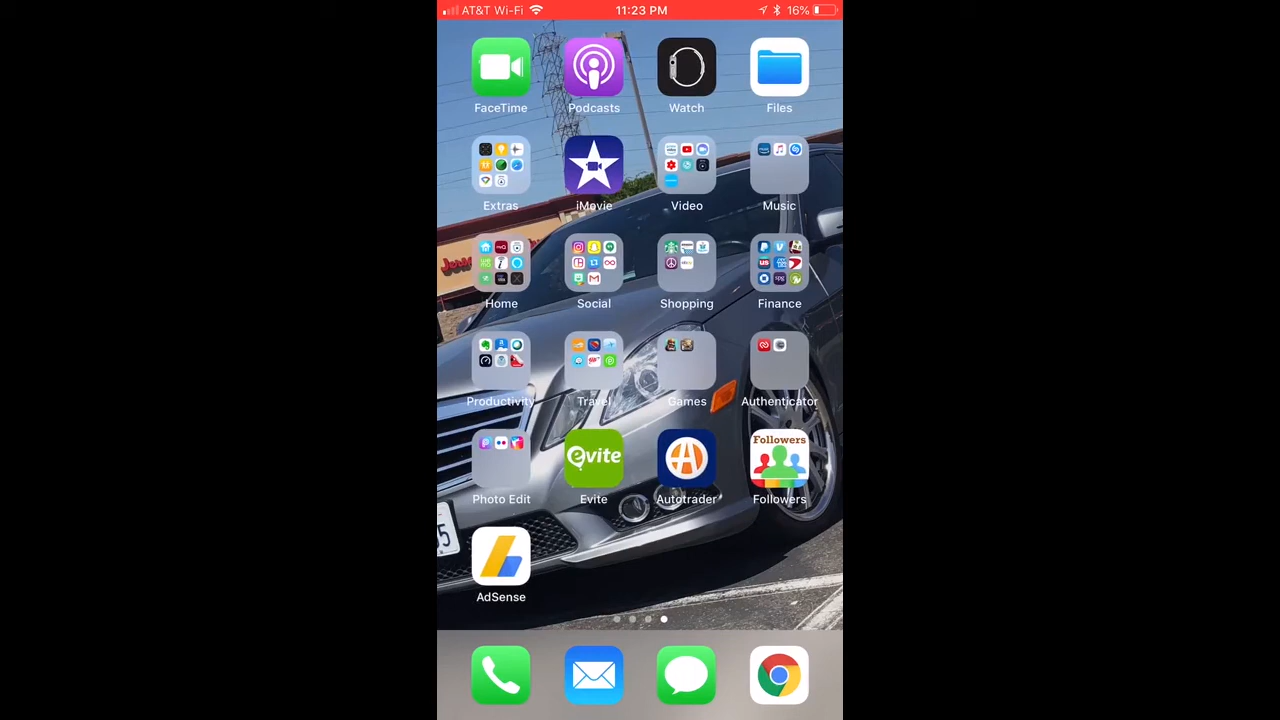 AT&T Wi-Fi 11:23 PM 16%
FaceTime Podcasts Watch Files
Extras iMovie Video Music
Home Social Shopping Finance
Productivity Travel Games Authenticator
evite
Followers
Photo Edit Evite Autotrader Followers
AdSense